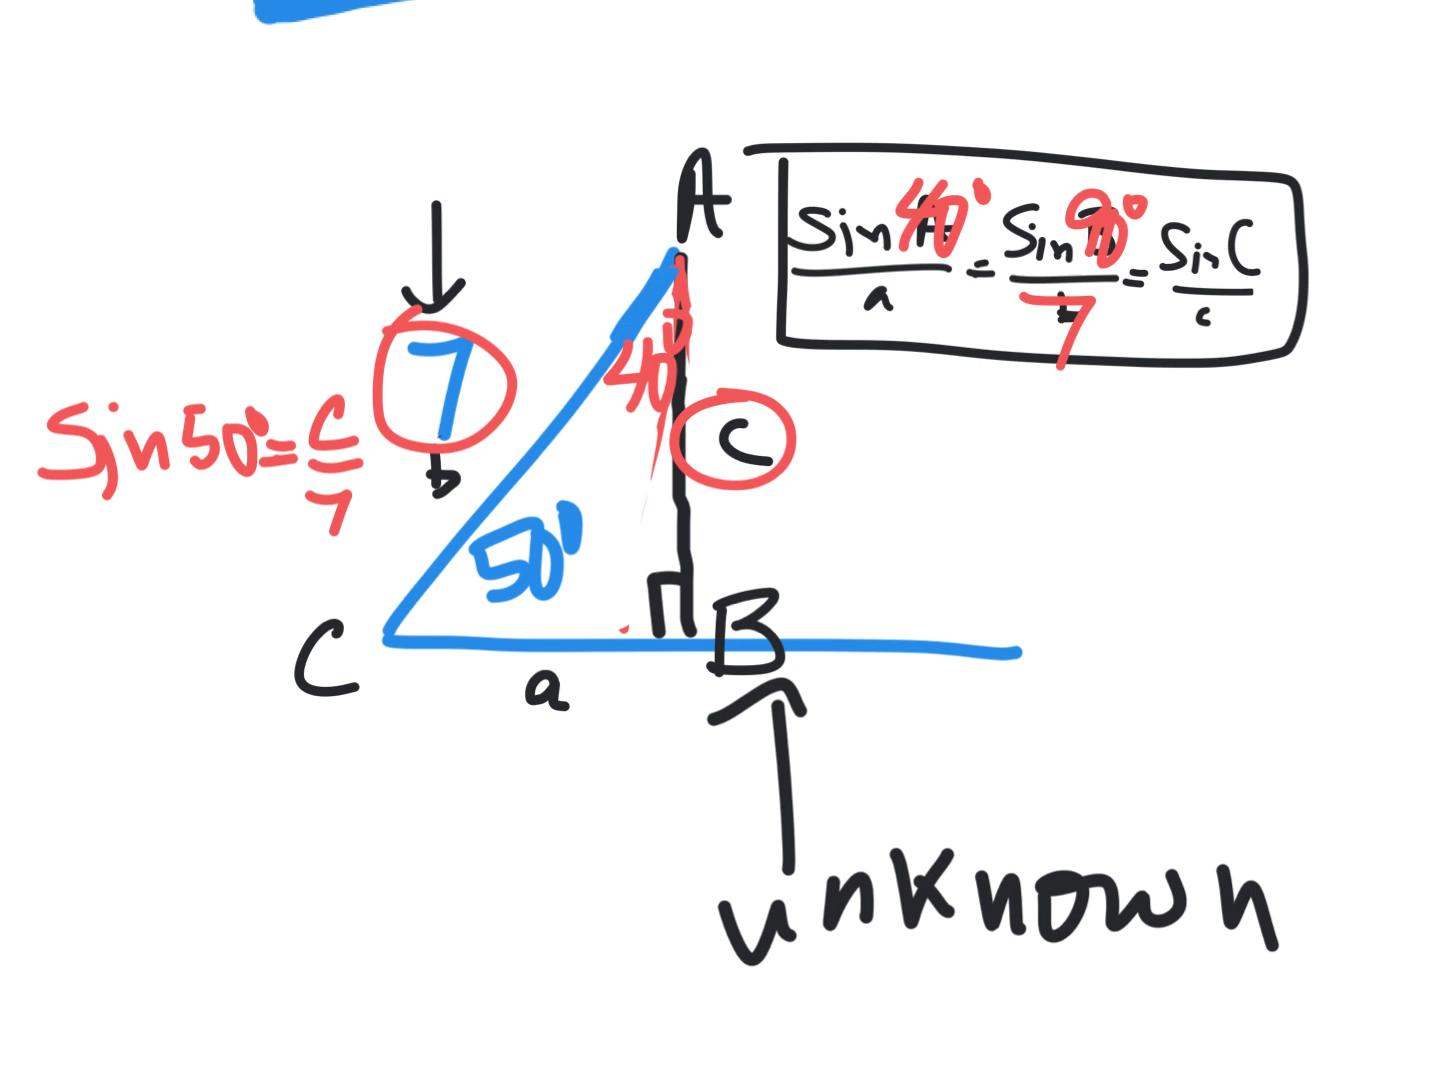 A
Sin 40° = Sin 90° = Sin C
a 7 c
7
b
Sin 50° = c/7
40°
C
50°
C
a
B
unknown